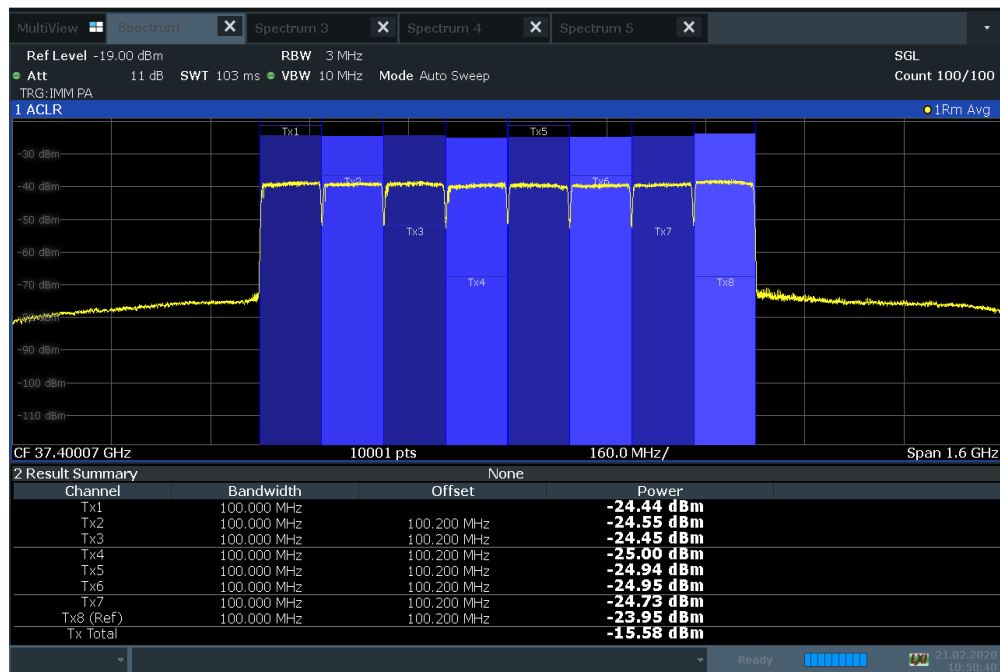 MultiView Spectrum X Spectrum 3 X Spectrum 4 X Spectrum 5 X
Ref Level -19.00 dBm RBW 3 MHz SGL
Att 11 dB SWT 103 ms VBW 10 MHz Mode Auto Sweep Count 100/100
TRG:IMM PA
1 ACLR 1Rm Avg
Tx1 Tx5
-30 dBm
Tx2 Tx6
-40 dBm
-50 dBm
Tx3 Tx7
-60 dBm
-70 dBm
Tx4 Tx8
-80 dBm
-90 dBm
-100 dBm
-110 dBm
CF 37.40007 GHz 10001 pts 160.0 MHz/ Span 1.6 GHz
2 Result Summary None
Channel Bandwidth Offset Power
Tx1 100.000 MHz -24.44 dBm
Tx2 100.000 MHz 100.200 MHz -24.55 dBm
Tx3 100.000 MHz 100.200 MHz -24.45 dBm
Tx4 100.000 MHz 100.200 MHz -25.00 dBm
Tx5 100.000 MHz 100.200 MHz -24.94 dBm
Tx6 100.000 MHz 100.200 MHz -24.95 dBm
Tx7 100.000 MHz 100.200 MHz -24.73 dBm
Tx8 (Ref) 100.000 MHz 100.200 MHz -23.95 dBm
Tx Total -15.58 dBm
Ready LXI 21.02.2020
10:50:40